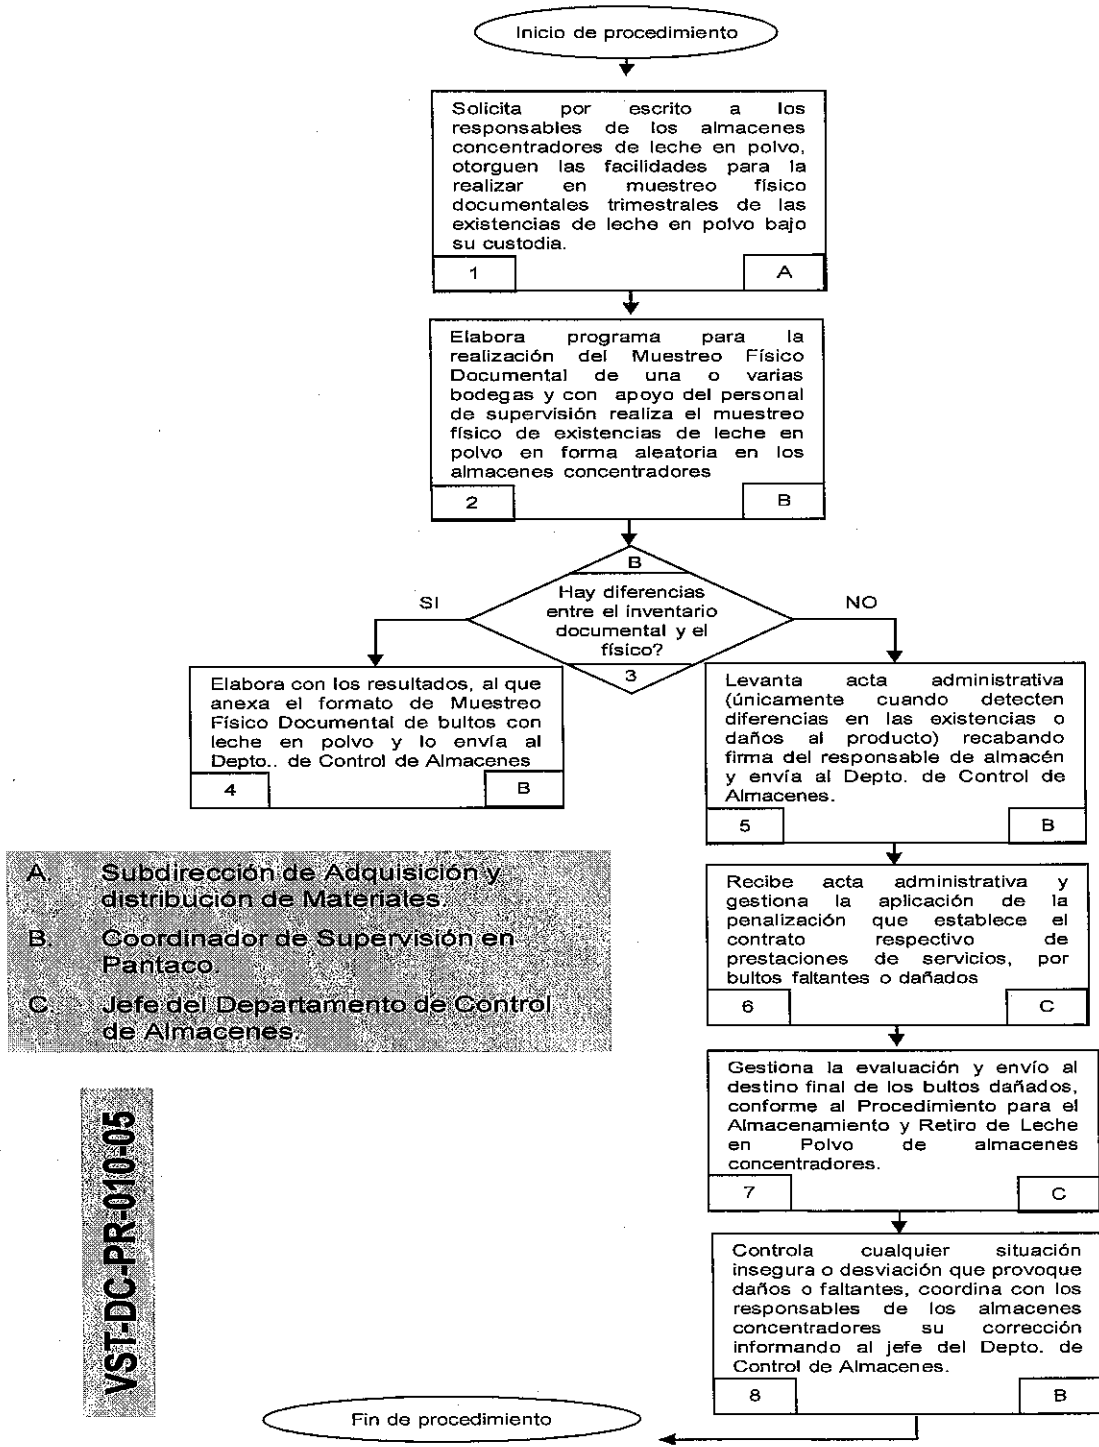 Inicio de procedimiento
Solicita por escrito a los
responsables de los almacenes
concentradores de leche en polvo,
otorguen las facilidades para la
realizar en muestreo físico
documentales trimestrales de las
existencias de leche en polvo bajo
su custodia.
1
A
Elabora programa para la
realización del Muestreo Físico
Documental de una o varias
bodegas y con apoyo del personal
de supervisión realiza el muestreo
físico de existencias de leche en
polvo en forma aleatoria en los
almacenes concentradores
2
B
B
Hay diferencias
entre el inventario
documental y el
físico?
3
SI
NO
Elabora con los resultados, al que
anexa el formato de Muestreo
Físico Documental de bultos con
leche en polvo y lo envía al
Depto.. de Control de Almacenes
4
B
Levanta acta administrativa
(únicamente cuando detecten
diferencias en las existencias o
daños al producto) recabando
firma del responsable de almacén
y envía al Depto. de Control de
Almacenes.
5
B
A. Subdirección de Adquisición y
distribución de Materiales.
B. Coordinador de Supervisión en
Pantaco.
C. Jefe del Departamento de Control
de Almacenes.
Recibe acta administrativa y
gestiona la aplicación de la
penalización que establece el
contrato respectivo de
prestaciones de servicios, por
bultos faltantes o dañados
6
C
Gestiona la evaluación y envío al
destino final de los bultos dañados,
conforme al Procedimiento para el
Almacenamiento y Retiro de Leche
en Polvo de almacenes
concentradores.
7
C
VST-DC-PR-010-05
Controla cualquier situación
insegura o desviación que provoque
daños o faltantes, coordina con los
responsables de los almacenes
concentradores su corrección
informando al jefe del Depto. de
Control de Almacenes.
8
B
Fin de procedimiento